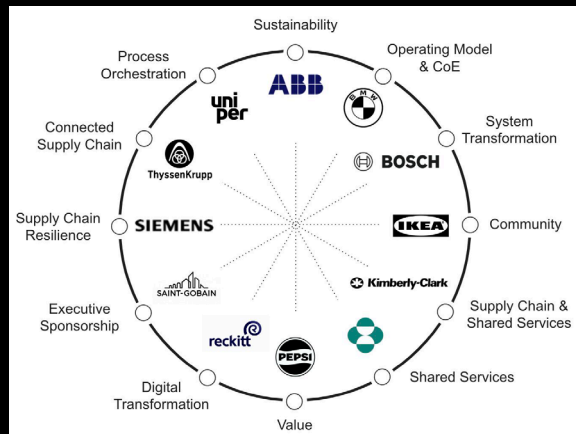 Sustainability
Operating Model
& CoE
System
Transformation
Community
Supply Chain &
Shared Services
Shared Services
Value
Digital
Transformation
Executive
Sponsorship
Supply Chain
Resilience
Connected
Supply Chain
Process
Orchestration
ABB
BMW
BOSCH
IKEA
Kimberly-Clark
PEPSI
reckitt
SAINT-GOBAIN
SIEMENS
ThyssenKrupp
uni
per